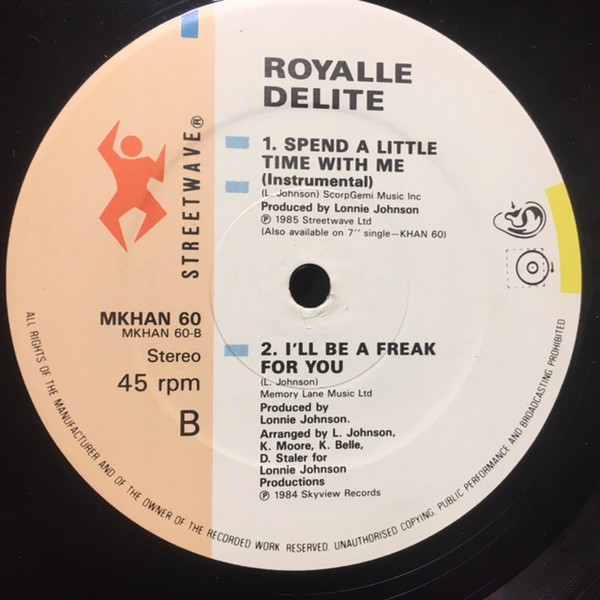 ROYALLE
DELITE
1. SPEND A LITTLE
TIME WITH ME
(Instrumental)
(L. Johnson) ScorpGemi Music Inc
Produced by Lonnie Johnson
Ⓟ 1985 Streetwave Ltd
(Also available on 7" single—KHAN 60)
STREETWAVE®
MKHAN 60
MKHAN 60-B
Stereo
45 rpm
B
2. I'LL BE A FREAK
FOR YOU
(L. Johnson)
Memory Lane Music Ltd
Produced by
Lonnie Johnson.
Arranged by L. Johnson,
K. Moore, K. Belle,
D. Staler for
Lonnie Johnson
Productions
Ⓟ 1984 Skyview Records
ALL RIGHTS OF THE MANUFACTURER AND OF THE OWNER OF THE RECORDED WORK RESERVED. UNAUTHORISED COPYING, PUBLIC PERFORMANCE AND BROADCASTING PROHIBITED